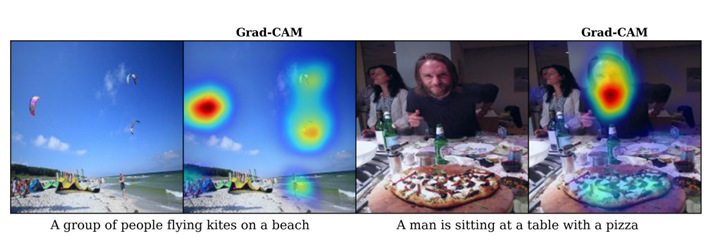 Grad-CAM
Grad-CAM
A group of people flying kites on a beach
A man is sitting at a table with a pizza